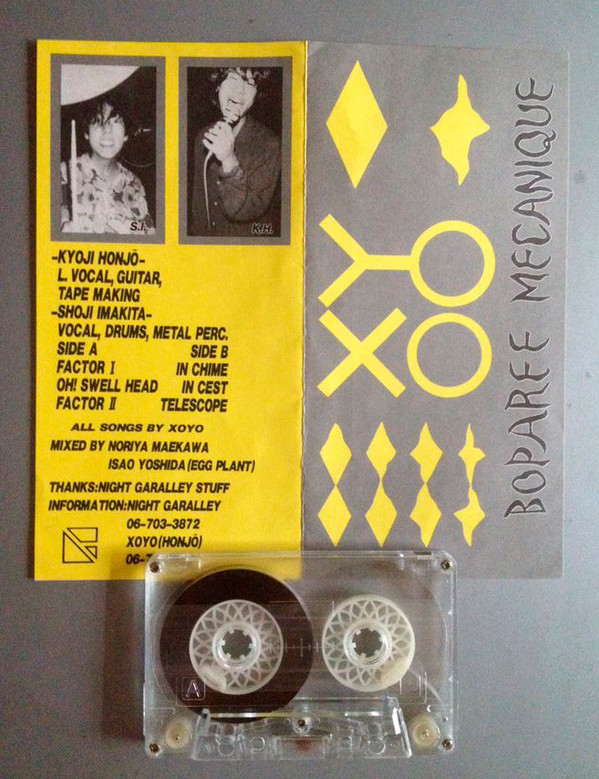 S.I.
K.H.
-KYOJI HONJŌ-
L. VOCAL, GUITAR,
TAPE MAKING
-SHOJI IMAKITA-
VOCAL, DRUMS, METAL PERC.
SIDE A SIDE B
FACTOR I IN CHIME
OH! SWELL HEAD IN CEST
FACTOR II TELESCOPE
ALL SONGS BY XOYO
MIXED BY NORIYA MAEKAWA
ISAO YOSHIDA (EGG PLANT)
THANKS:NIGHT GARALLEY STUFF
INFORMATION:NIGHT GARALLEY
06-703-3872
XOYO(HONJŌ)
06-7
XOYO
BOPAREE MECANIQUE
A